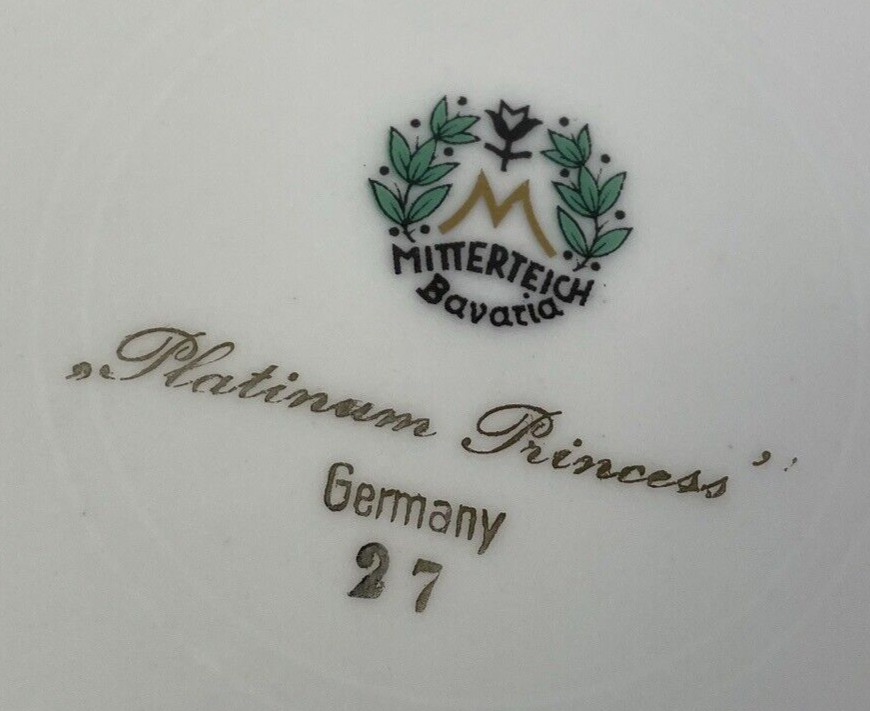 M
MITTERTEICH
Bavaria
„Platinum Princess”
Germany
27